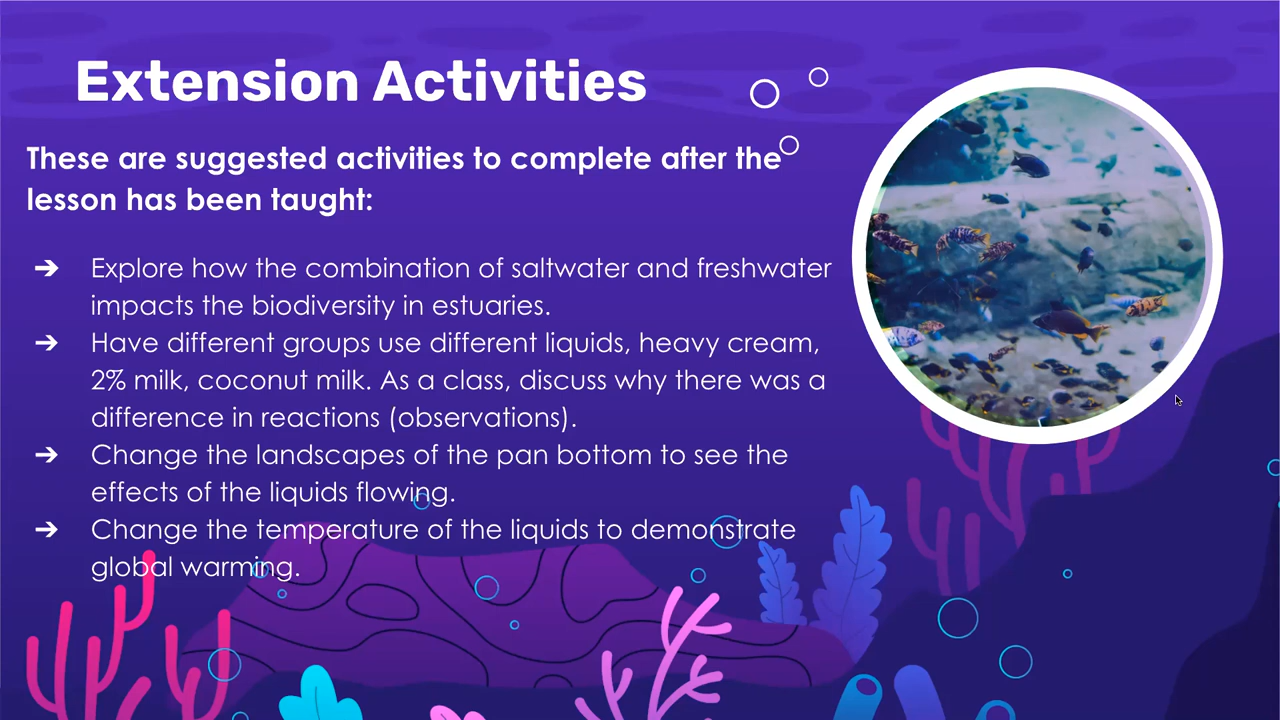 Extension Activities
These are suggested activities to complete after the
lesson has been taught:
➔ Explore how the combination of saltwater and freshwater
impacts the biodiversity in estuaries.
➔ Have different groups use different liquids, heavy cream,
2% milk, coconut milk. As a class, discuss why there was a
difference in reactions (observations).
➔ Change the landscapes of the pan bottom to see the
effects of the liquids flowing.
➔ Change the temperature of the liquids to demonstrate
global warming.